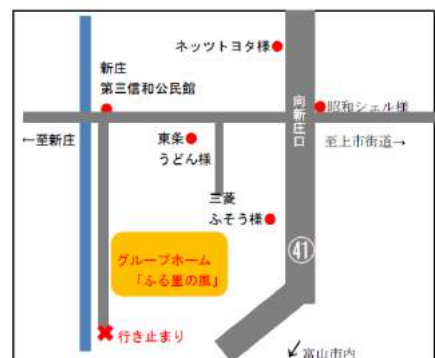 ネッツトヨタ様
新庄
第三信和公民館
向新庄口
昭和シェル様
←至新庄
東条
うどん様
至上市街道→
三菱
ふそう様
グループホーム
「ふる里の風」
41
行き止まり
↙富山市内